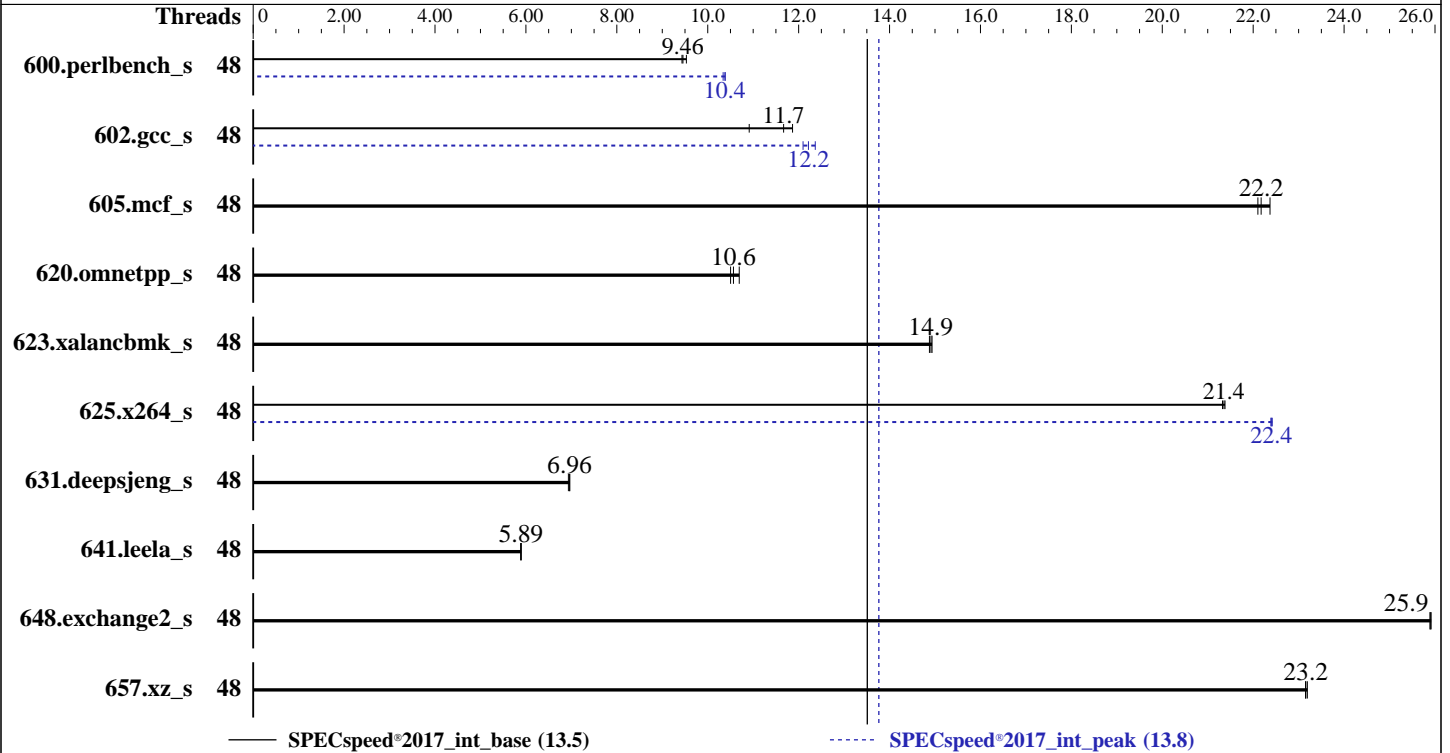 Threads 0 2.00 4.00 6.00 8.00 10.0 12.0 14.0 16.0 18.0 20.0 22.0 24.0 26.0
9.46
600.perlbench_s 48
10.4
11.7
602.gcc_s 48
12.2
22.2
605.mcf_s 48
10.6
620.omnetpp_s 48
14.9
623.xalancbmk_s 48
21.4
625.x264_s 48
22.4
6.96
631.deepsjeng_s 48
5.89
641.leela_s 48
25.9
648.exchange2_s 48
23.2
657.xz_s 48
SPECspeed®2017_int_base (13.5) SPECspeed®2017_int_peak (13.8)